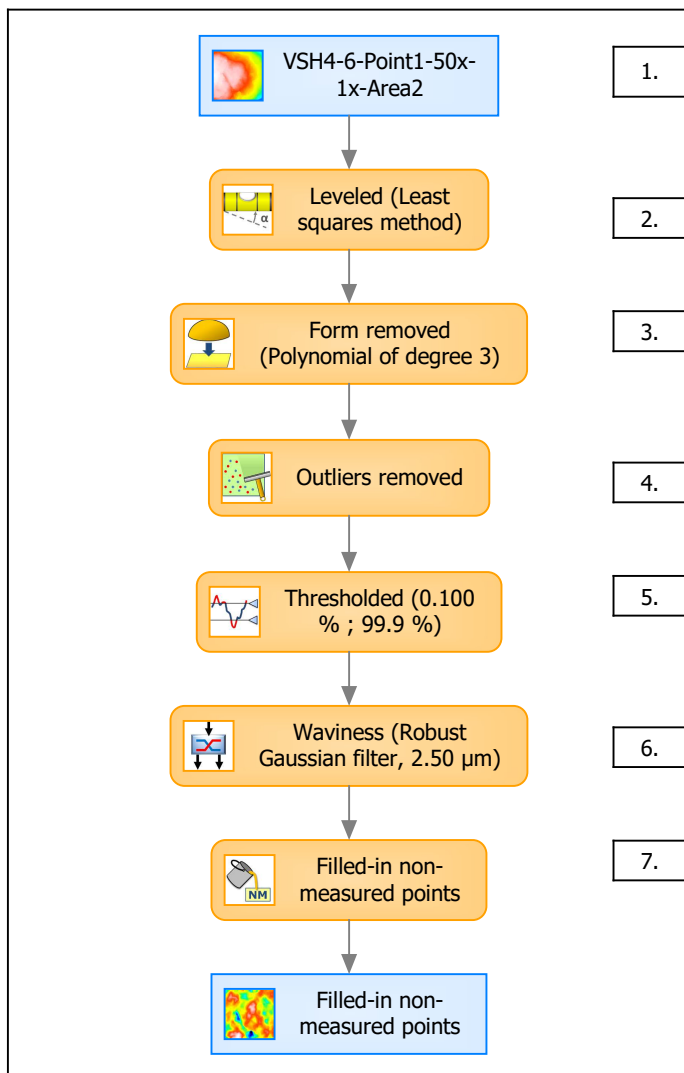 VSH4-6-Point1-50x-
1x-Area2
1.
α
Leveled (Least
squares method)
2.
Form removed
(Polynomial of degree 3)
3.
Outliers removed
4.
Thresholded (0.100
% ; 99.9 %)
5.
Waviness (Robust
Gaussian filter, 2.50 µm)
6.
Filled-in non-
measured points
NM
7.
Filled-in non-
measured points